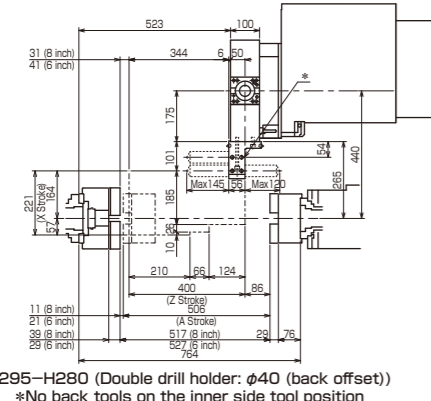 523
100
31 (8 inch)
41 (6 inch)
344
6
50
*
175
101
54
440
265
Max145
56
Max120
221
(X Stroke)
164
57
185
26
10
210
66
124
400
(Z Stroke)
86
11 (8 inch)
21 (6 inch)
506
(A Stroke)
39 (8 inch)
29 (6 inch)
517 (8 inch)
527 (6 inch)
29
76
764
295-H280 (Double drill holder: φ40 (back offset))
*No back tools on the inner side tool position